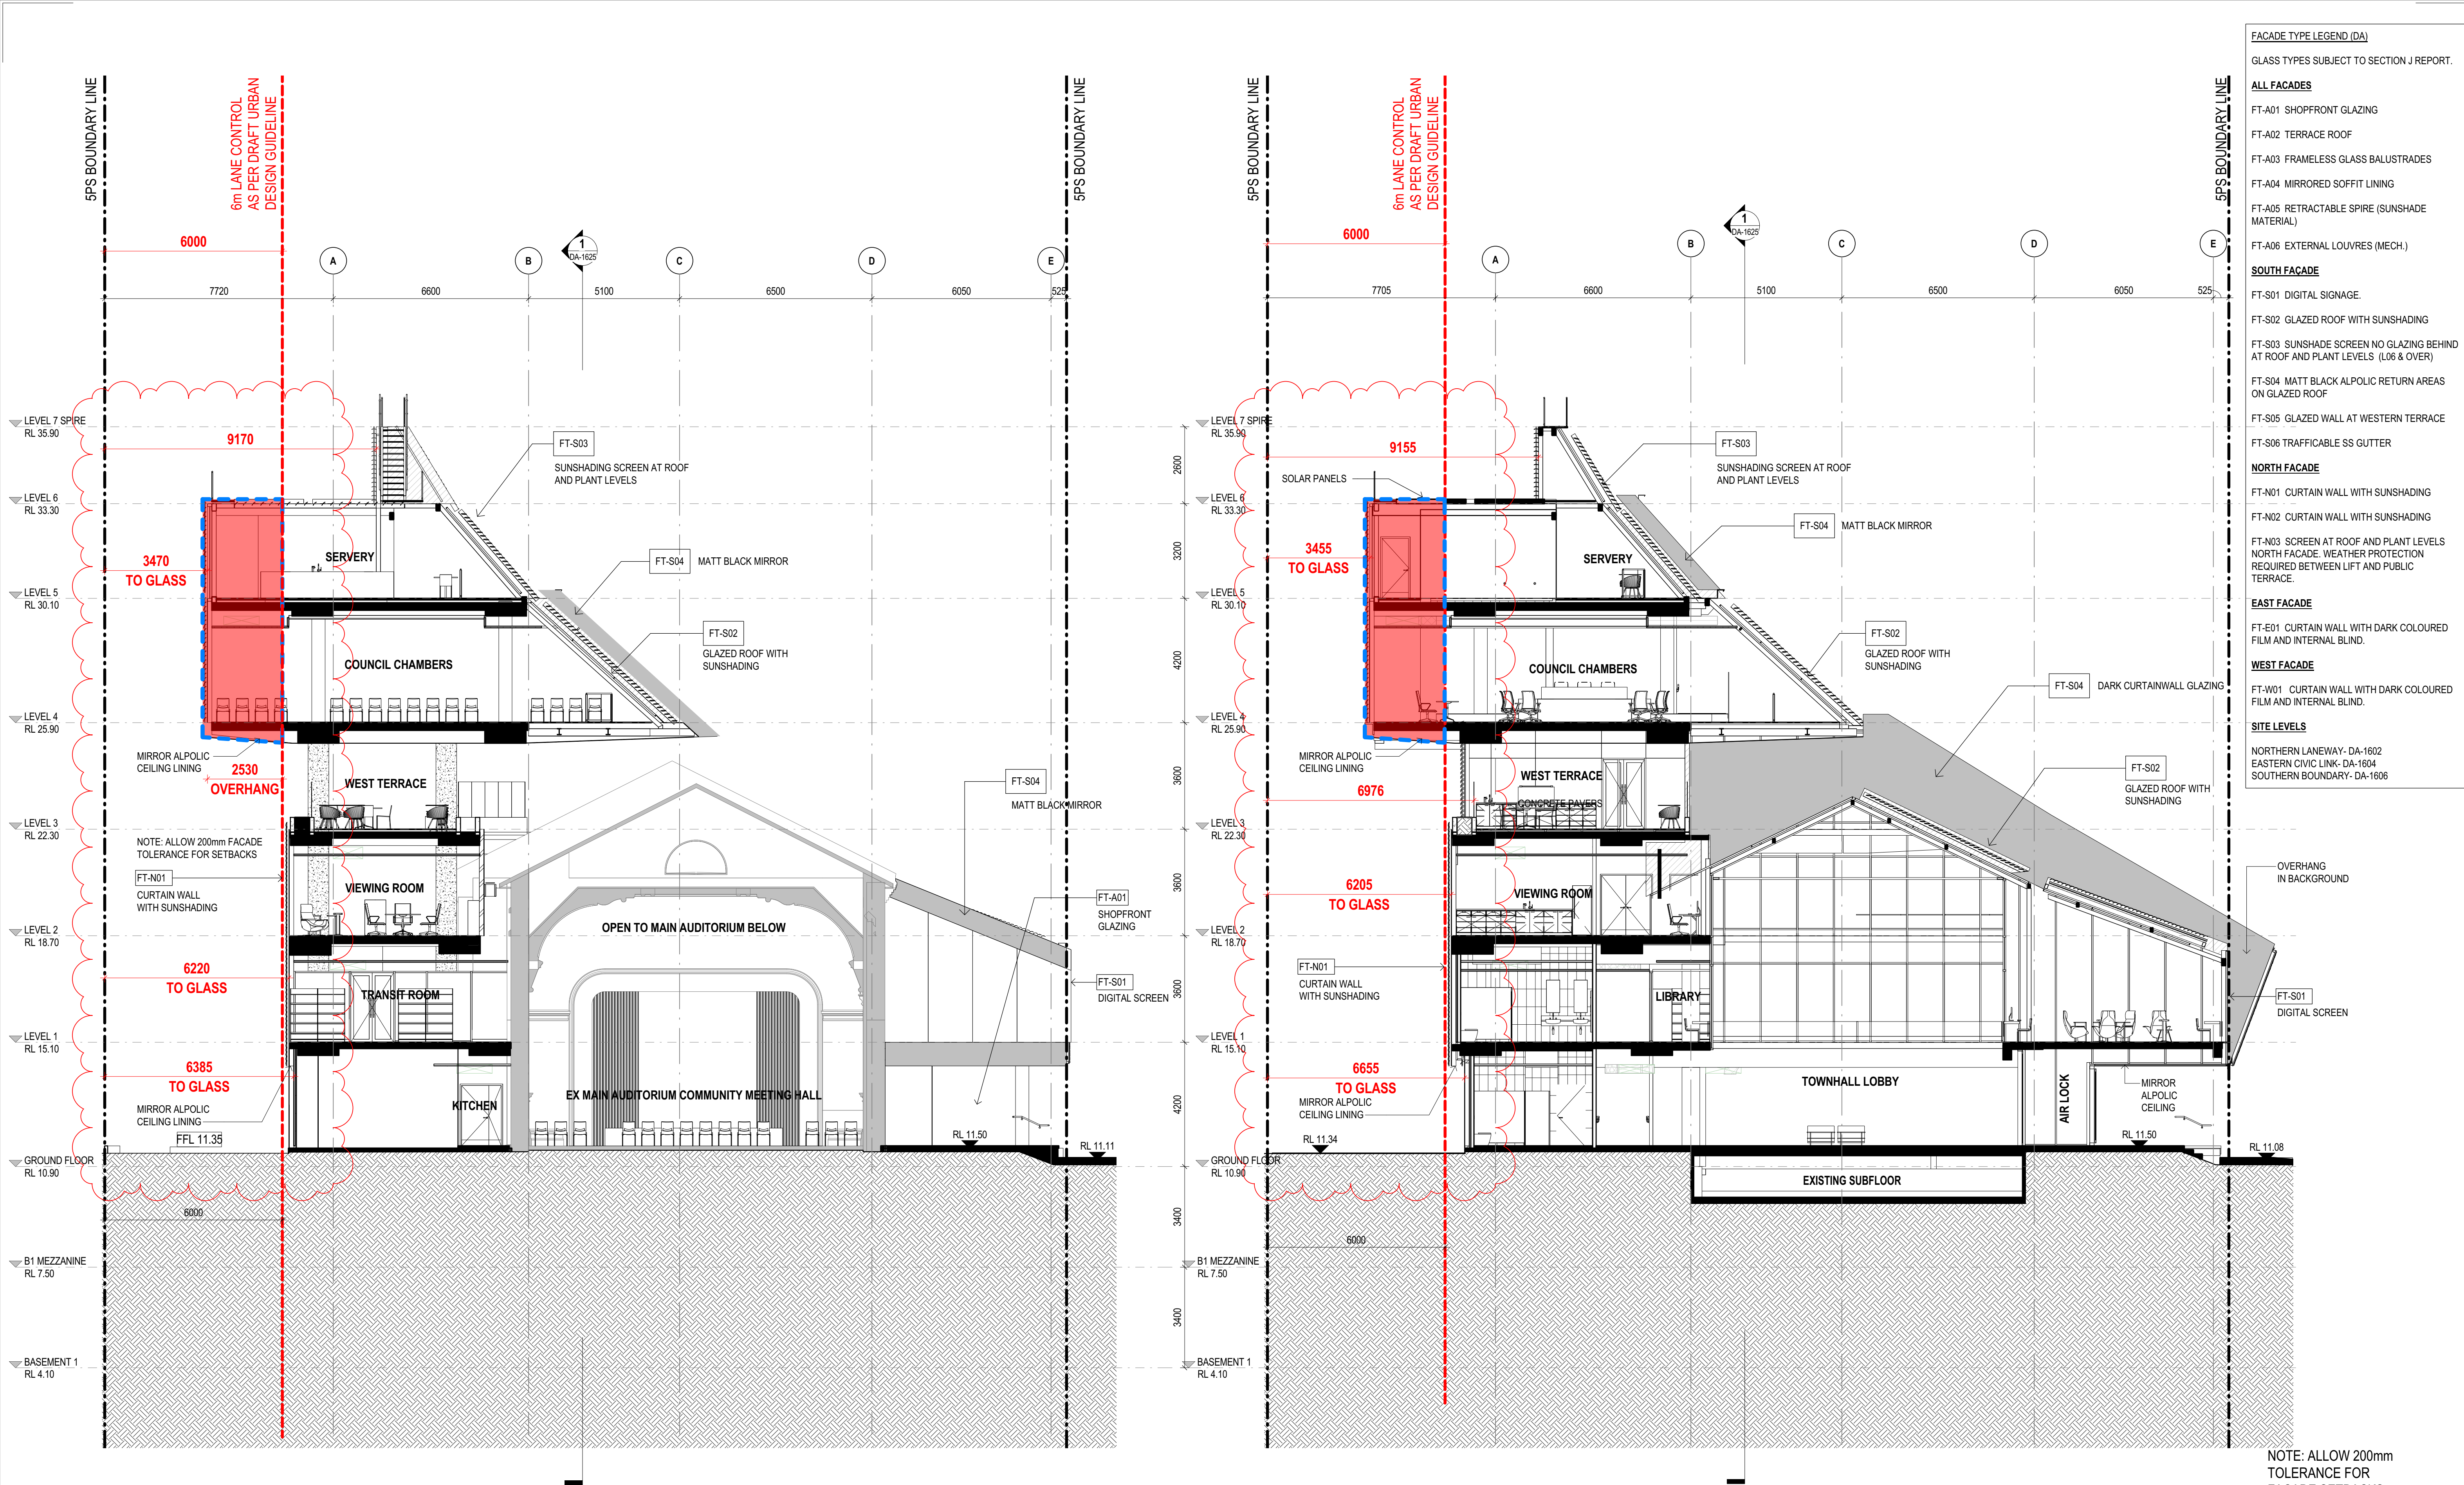 5PS BOUNDARY LINE
6m LANE CONTROL
AS PER DRAFT URBAN
DESIGN GUIDELINE
5PS BOUNDARY LINE
6000
1
DA-1625
A
B
C
D
E
7720
6600
5100
6500
6050
525
LEVEL 7 SPIRE
RL 35.90
9170
FT-S03
SUNSHADING SCREEN AT ROOF
AND PLANT LEVELS
LEVEL 6
RL 33.30
SERVERY
3470
TO GLASS
FT-S04
MATT BLACK MIRROR
LEVEL 5
RL 30.10
FT-S02
GLAZED ROOF WITH
SUNSHADING
COUNCIL CHAMBERS
LEVEL 4
RL 25.90
MIRROR ALPOLIC
CEILING LINING
2530
OVERHANG
WEST TERRACE
FT-S04
MATT BLACK MIRROR
LEVEL 3
RL 22.30
NOTE: ALLOW 200mm FACADE
TOLERANCE FOR SETBACKS
FT-N01
CURTAIN WALL
WITH SUNSHADING
VIEWING ROOM
FT-A01
SHOPFRONT
GLAZING
OPEN TO MAIN AUDITORIUM BELOW
LEVEL 2
RL 18.70
6220
TO GLASS
TRANSIT ROOM
FT-S01
DIGITAL SCREEN
LEVEL 1
RL 15.10
6385
TO GLASS
MIRROR ALPOLIC
CEILING LINING
KITCHEN
EX MAIN AUDITORIUM COMMUNITY MEETING HALL
FFL 11.35
RL 11.50
RL 11.11
GROUND FLOOR
RL 10.90
6000
B1 MEZZANINE
RL 7.50
BASEMENT 1
RL 4.10
2600
3200
4200
3600
3600
3600
4200
3400
3400
5PS BOUNDARY LINE
6m LANE CONTROL
AS PER DRAFT URBAN
DESIGN GUIDELINE
5PS BOUNDARY LINE
6000
1
DA-1625
A
B
C
D
E
7705
6600
5100
6500
6050
525
LEVEL 7 SPIRE
RL 35.90
9155
FT-S03
SUNSHADING SCREEN AT ROOF
AND PLANT LEVELS
SOLAR PANELS
LEVEL 6
RL 33.30
FT-S04
MATT BLACK MIRROR
3455
TO GLASS
SERVERY
LEVEL 5
RL 30.10
FT-S02
GLAZED ROOF WITH
SUNSHADING
COUNCIL CHAMBERS
FT-S04
DARK CURTAINWALL GLAZING
LEVEL 4
RL 25.90
MIRROR ALPOLIC
CEILING LINING
WEST TERRACE
FT-S02
GLAZED ROOF WITH
SUNSHADING
6976
CONCRETE PAVERS
LEVEL 3
RL 22.30
OVERHANG
IN BACKGROUND
6205
TO GLASS
VIEWING ROOM
LEVEL 2
RL 18.70
FT-N01
CURTAIN WALL
WITH SUNSHADING
LIBRARY
FT-S01
DIGITAL SCREEN
LEVEL 1
RL 15.10
6655
TO GLASS
MIRROR ALPOLIC
CEILING LINING
TOWNHALL LOBBY
AIR LOCK
MIRROR
ALPOLIC
CEILING
RL 11.34
RL 11.50
RL 11.08
GROUND FLOOR
RL 10.90
EXISTING SUBFLOOR
6000
B1 MEZZANINE
RL 7.50
BASEMENT 1
RL 4.10
FACADE TYPE LEGEND (DA)
GLASS TYPES SUBJECT TO SECTION J REPORT.
ALL FACADES
FT-A01 SHOPFRONT GLAZING
FT-A02 TERRACE ROOF
FT-A03 FRAMELESS GLASS BALUSTRADES
FT-A04 MIRRORED SOFFIT LINING
FT-A05 RETRACTABLE SPIRE (SUNSHADE
MATERIAL)
FT-A06 EXTERNAL LOUVRES (MECH.)
SOUTH FAÇADE
FT-S01 DIGITAL SIGNAGE.
FT-S02 GLAZED ROOF WITH SUNSHADING
FT-S03 SUNSHADE SCREEN NO GLAZING BEHIND
AT ROOF AND PLANT LEVELS (L06 & OVER)
FT-S04 MATT BLACK ALPOLIC RETURN AREAS
ON GLAZED ROOF
FT-S05 GLAZED WALL AT WESTERN TERRACE
FT-S06 TRAFFICABLE SS GUTTER
NORTH FACADE
FT-N01 CURTAIN WALL WITH SUNSHADING
FT-N02 CURTAIN WALL WITH SUNSHADING
FT-N03 SCREEN AT ROOF AND PLANT LEVELS
NORTH FACADE. WEATHER PROTECTION
REQUIRED BETWEEN LIFT AND PUBLIC
TERRACE.
EAST FACADE
FT-E01 CURTAIN WALL WITH DARK COLOURED
FILM AND INTERNAL BLIND.
WEST FACADE
FT-W01 CURTAIN WALL WITH DARK COLOURED
FILM AND INTERNAL BLIND.
SITE LEVELS
NORTHERN LANEWAY- DA-1602
EASTERN CIVIC LINK- DA-1604
SOUTHERN BOUNDARY- DA-1606
NOTE: ALLOW 200mm
TOLERANCE FOR